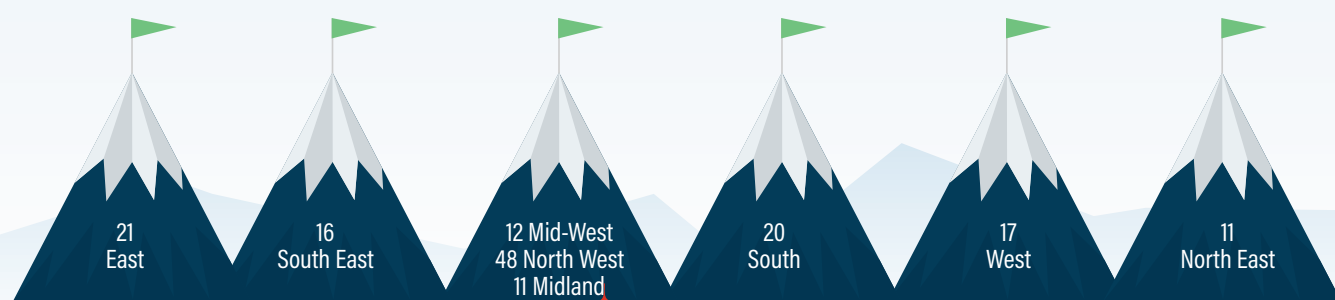 21
East
16
South East
12 Mid-West
48 North West
11 Midland
20
South
17
West
11
North East